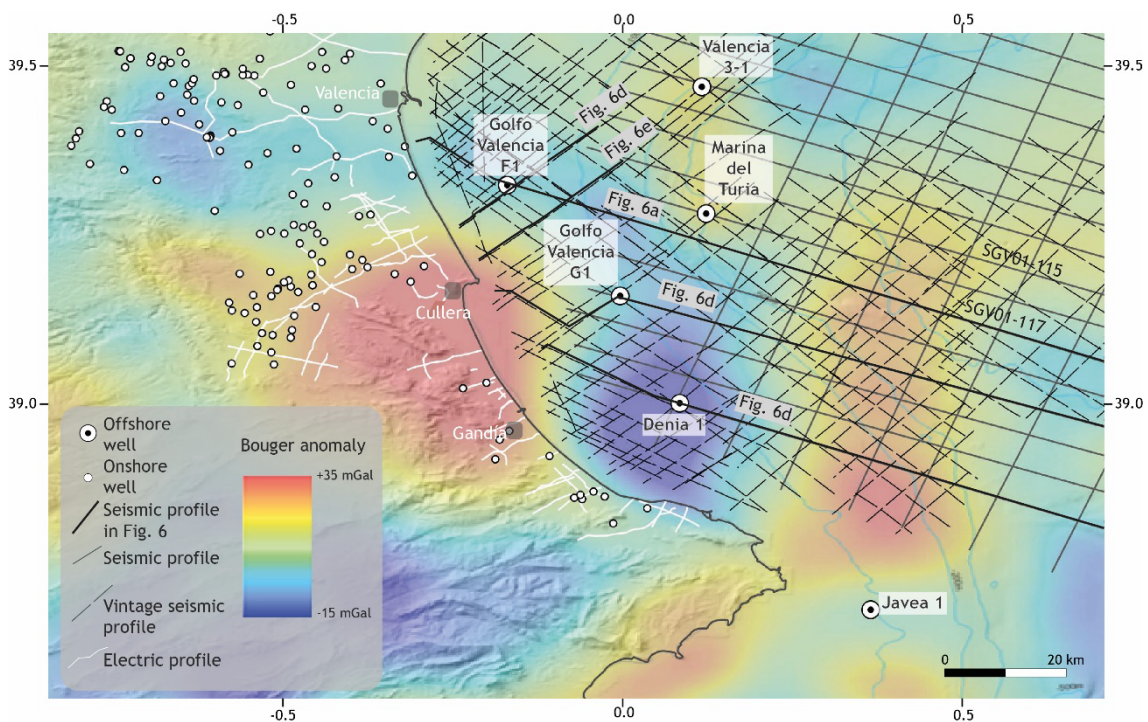 -0.5
0.0
0.5
39.5
39.5
Valencia
3-1
Valencia
Fig. 6d
Golfo
Valencia
F1
Fig. 6e
Marina
del
Turia
Fig. 6a
Golfo
Valencia
G1
SGV01-115
Fig. 6d
SGV01-117
Cullera
39.0
39.0
Fig. 6d
Denia 1
Gandia
Offshore
well
Onshore
well
Seismic profile
in Fig. 6
Seismic profile
Vintage seismic
profile
Electric profile
Bouger anomaly
+35 mGal
-15 mGal
Javea 1
0
20 km
-0.5
0.0
0.5